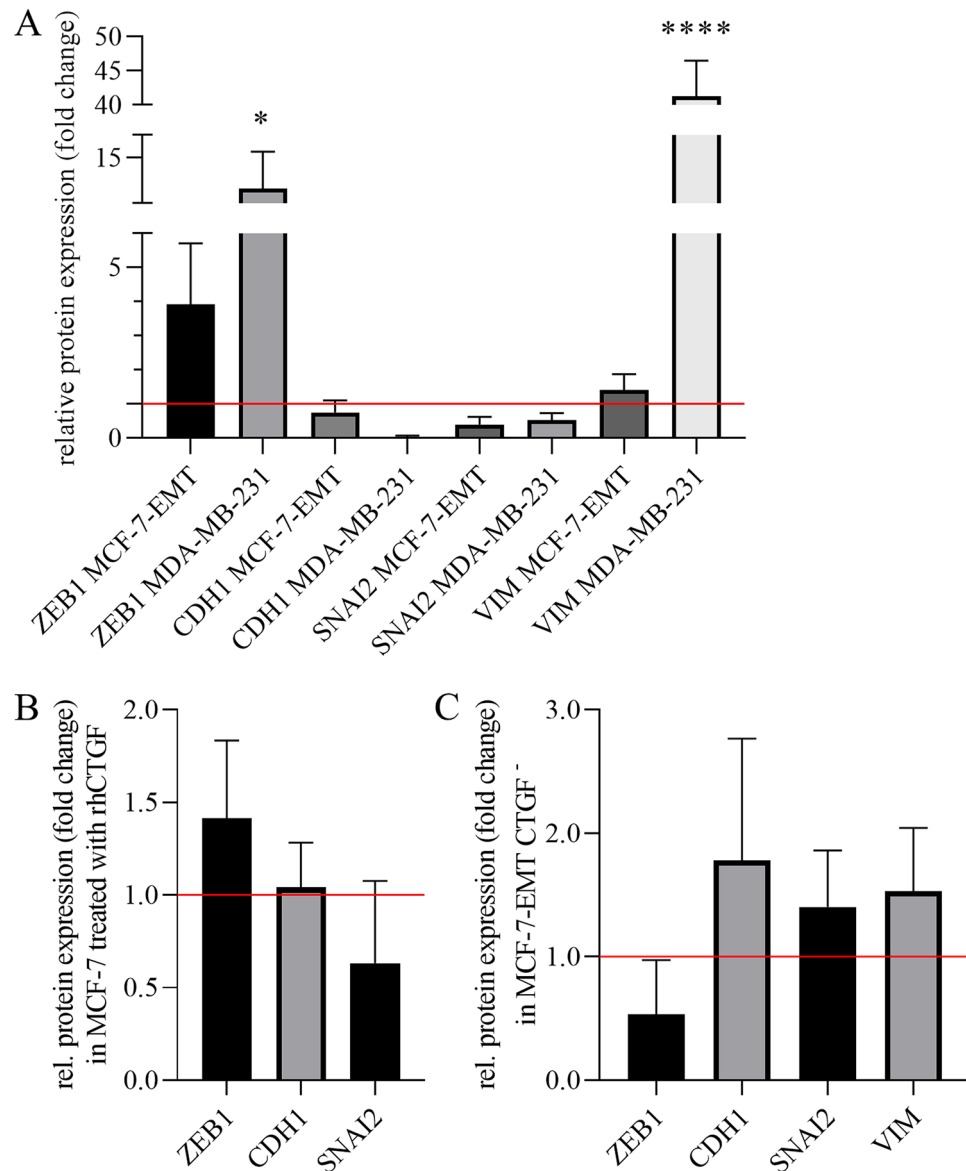 A
relative protein expression (fold change)
50
45
40
15
5
0
*
****
ZEB1 MCF-7-EMT
ZEB1 MDA-MB-231
CDH1 MCF-7-EMT
CDH1 MDA-MB-231
SNAI2 MCF-7-EMT
SNAI2 MDA-MB-231
VIM MCF-7-EMT
VIM MDA-MB-231
B
rel. protein expression (fold change)
in MCF-7 treated with rhCTGF
2.0
1.5
1.0
0.5
0.0
ZEB1
CDH1
SNAI2
C
rel. protein expression (fold change)
in MCF-7-EMT CTGF⁻
3.0
2.0
1.0
0.0
ZEB1
CDH1
SNAI2
VIM